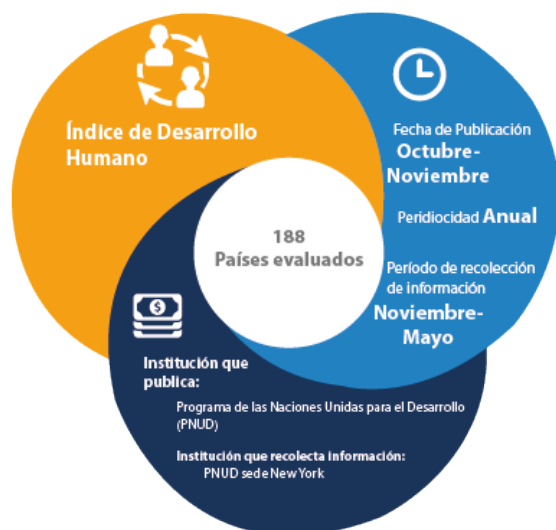 Índice de Desarrollo
Humano
Fecha de Publicación
Octubre-
Noviembre
Peridiocidad Anual
Período de recolección
de información
Noviembre-
Mayo
188
Países evaluados
Institución que
publica:
Programa de las Naciones Unidas para el Desarrollo
(PNUD)
Institución que recolecta información:
PNUD sede New York